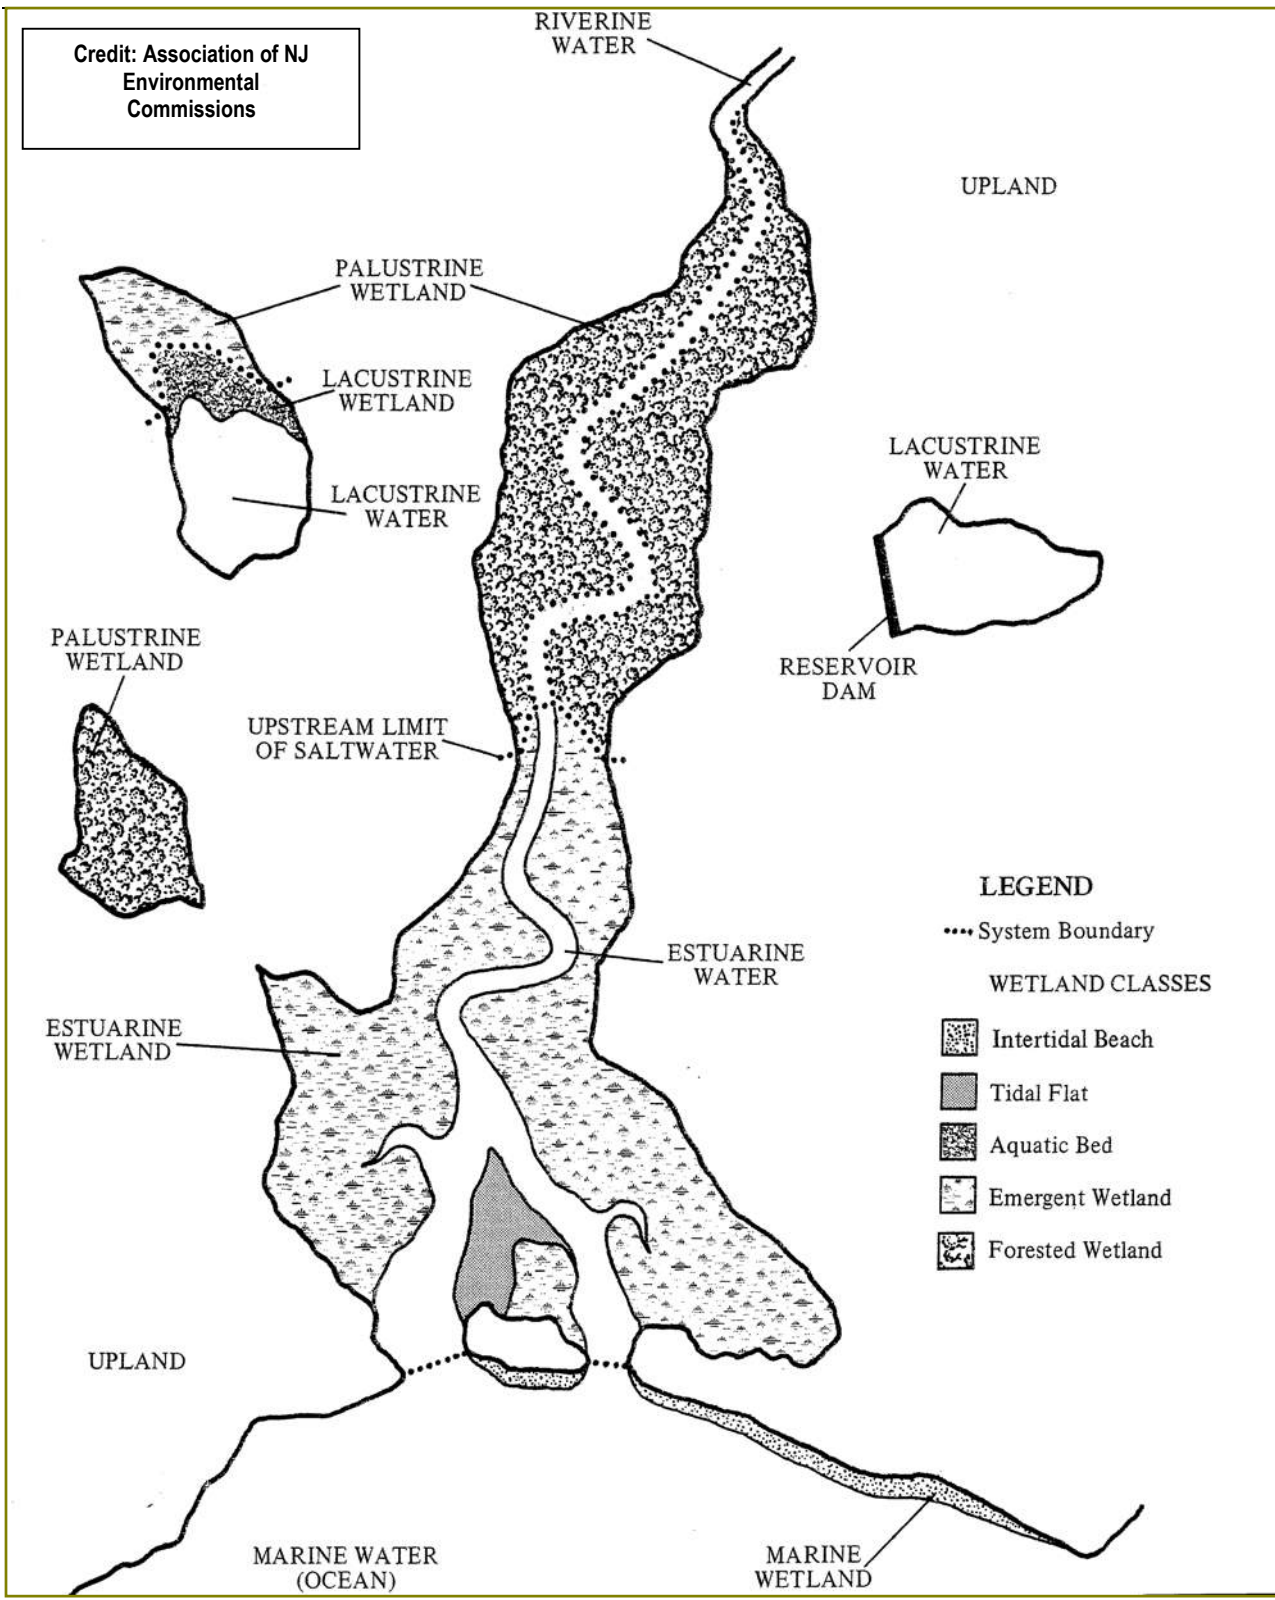 Credit: Association of NJ
Environmental
Commissions
RIVERINE
WATER
UPLAND
PALUSTRINE
WETLAND
LACUSTRINE
WETLAND
LACUSTRINE
WATER
LACUSTRINE
WATER
RESERVOIR
DAM
PALUSTRINE
WETLAND
UPSTREAM LIMIT
OF SALTWATER
ESTUARINE
WATER
ESTUARINE
WETLAND
LEGEND
System Boundary
WETLAND CLASSES
Intertidal Beach
Tidal Flat
Aquatic Bed
Emergent Wetland
Forested Wetland
UPLAND
MARINE WATER
(OCEAN)
MARINE
WETLAND